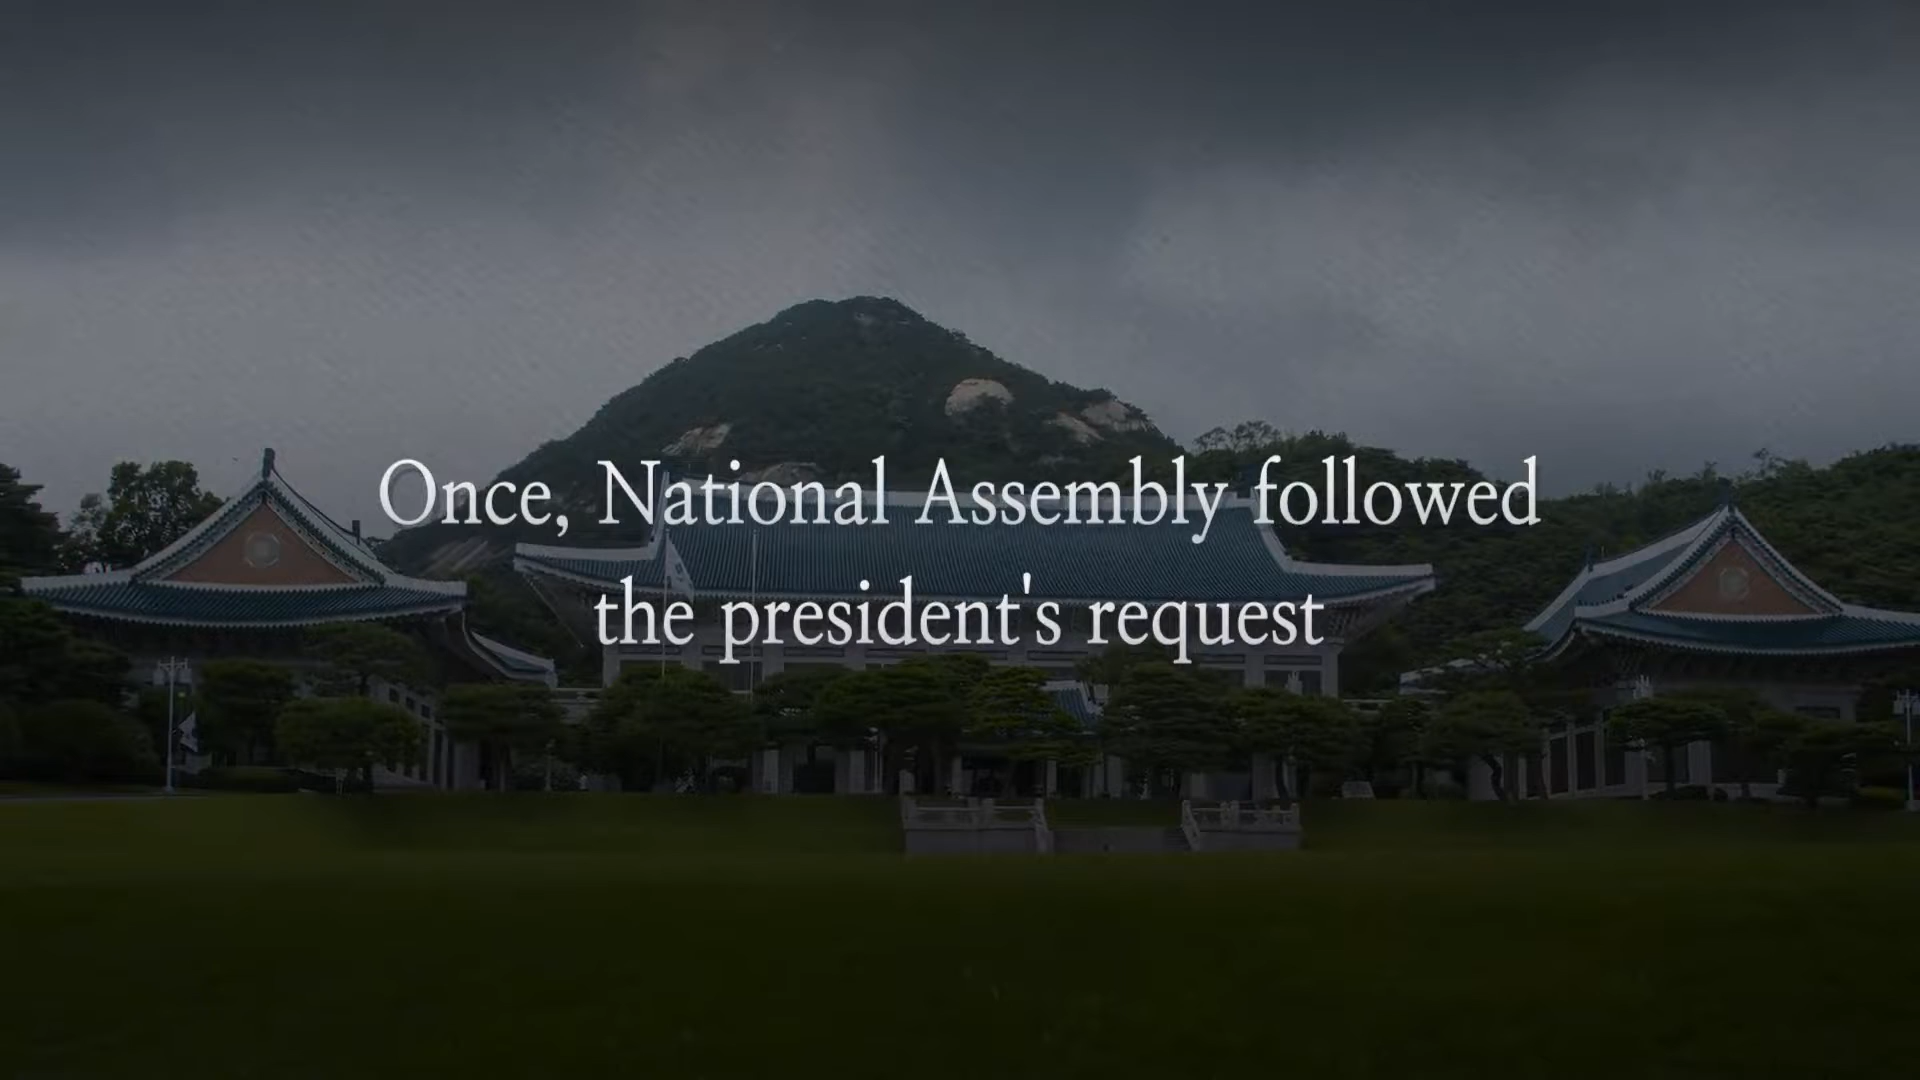 Once, National Assembly followed
the president's request